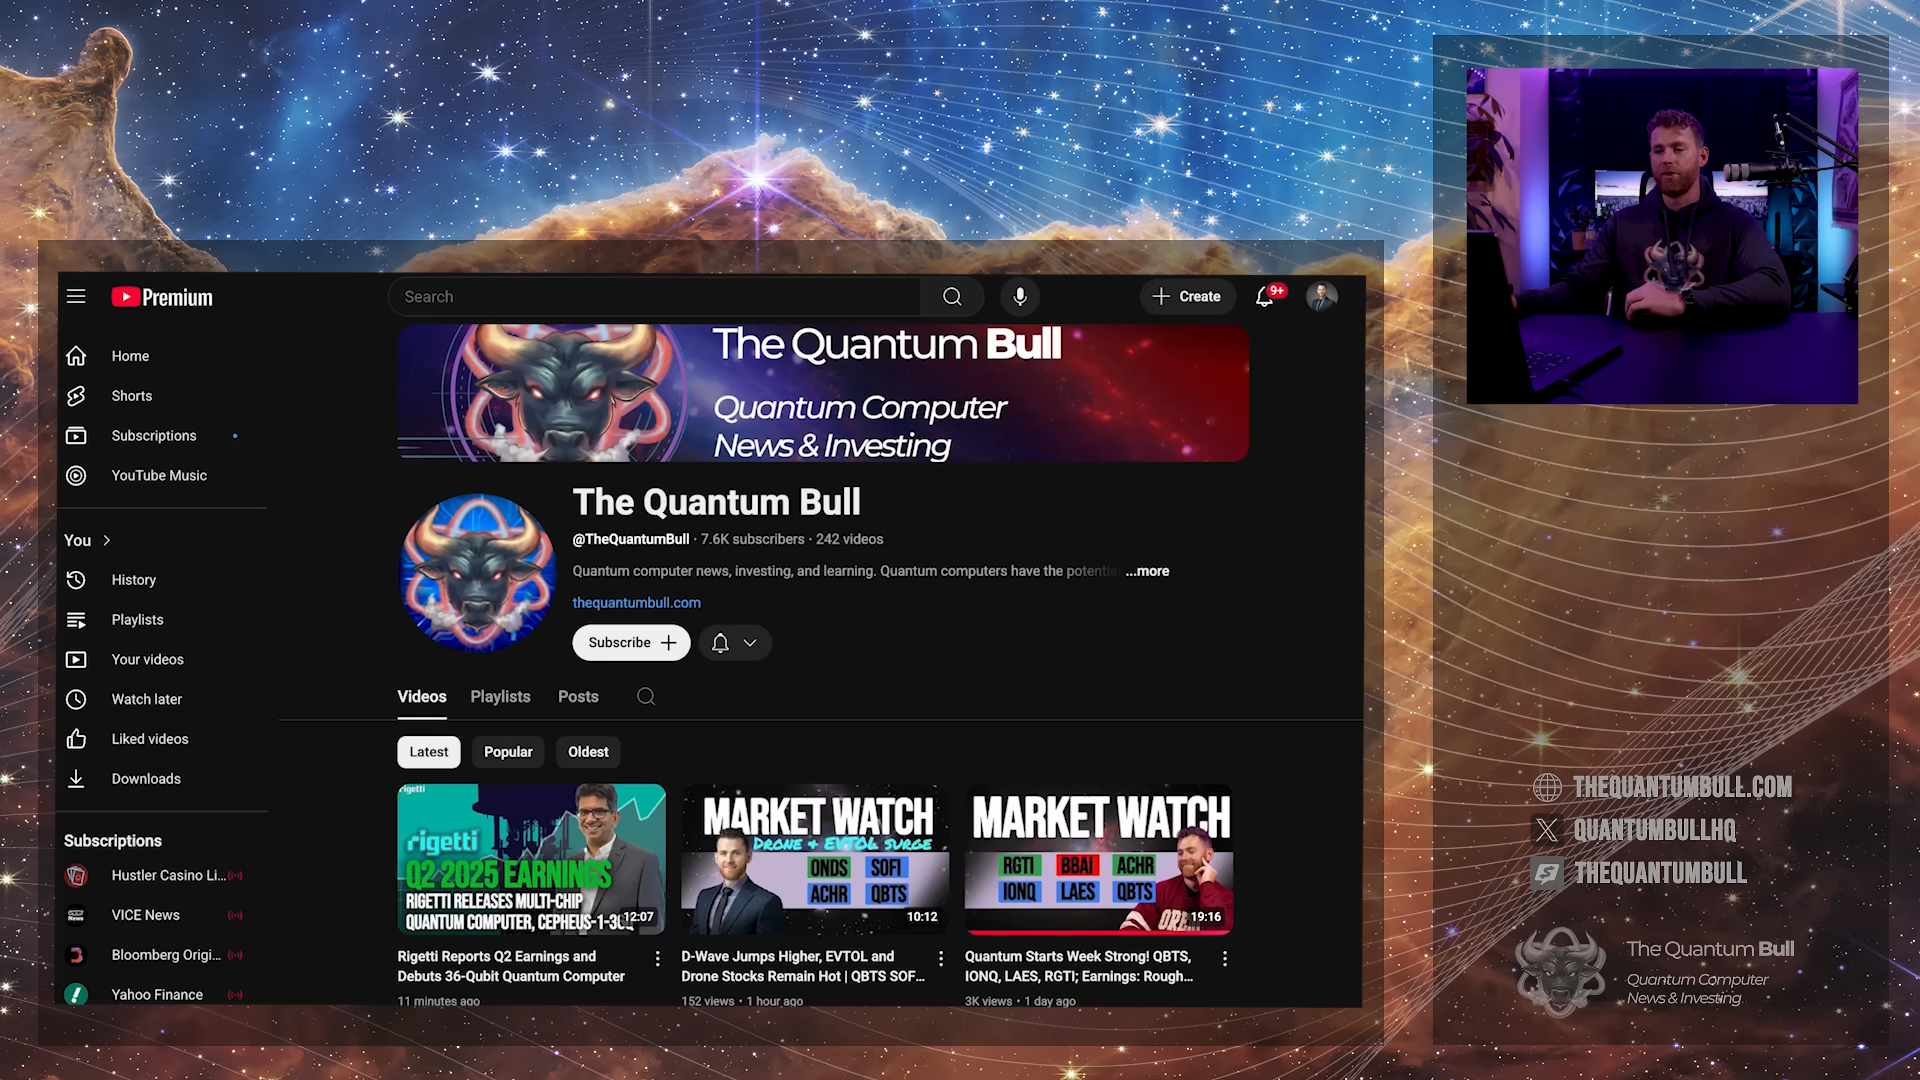 Premium
Search
Create
9+
Home
Shorts
Subscriptions
YouTube Music
You
History
Playlists
Your videos
Watch later
Liked videos
Downloads
Subscriptions
Hustler Casino Li...
VICE News
Bloomberg Origi...
Yahoo Finance
The Quantum Bull
Quantum Computer
News & Investing
The Quantum Bull
@TheQuantumBull · 7.6K subscribers · 242 videos
Quantum computer news, investing, and learning. Quantum computers have the potentia ...more
thequantumbull.com
Subscribe
Videos
Playlists
Posts
Latest
Popular
Oldest
rigetti
rigetti
Q2 2025 EARNINGS
RIGETTI RELEASES MULTI-CHIP
QUANTUM COMPUTER, CEPHEUS-1-36Q
12:07
Rigetti Reports Q2 Earnings and
Debuts 36-Qubit Quantum Computer
11 minutes ago
MARKET WATCH
DRONE + EVTOL SURGE
ONDS SOFI
ACHR QBTS
10:12
D-Wave Jumps Higher, EVTOL and
Drone Stocks Remain Hot | QBTS SOF...
152 views • 1 hour ago
MARKET WATCH
RGTI BBAI ACHR
IONQ LAES QBTS
19:16
Quantum Starts Week Strong! QBTS,
IONQ, LAES, RGTI; Earnings: Rough...
3K views • 1 day ago
THEQUANTUMBULL.COM
QUANTUMBULLHQ
THEQUANTUMBULL
The Quantum Bull
Quantum Computer
News & Investing